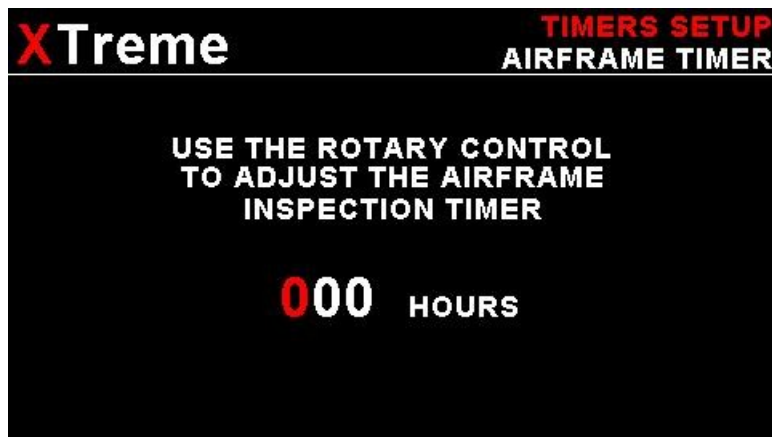 XTreme
TIMERS SETUP
AIRFRAME TIMER
USE THE ROTARY CONTROL
TO ADJUST THE AIRFRAME
INSPECTION TIMER
000 HOURS